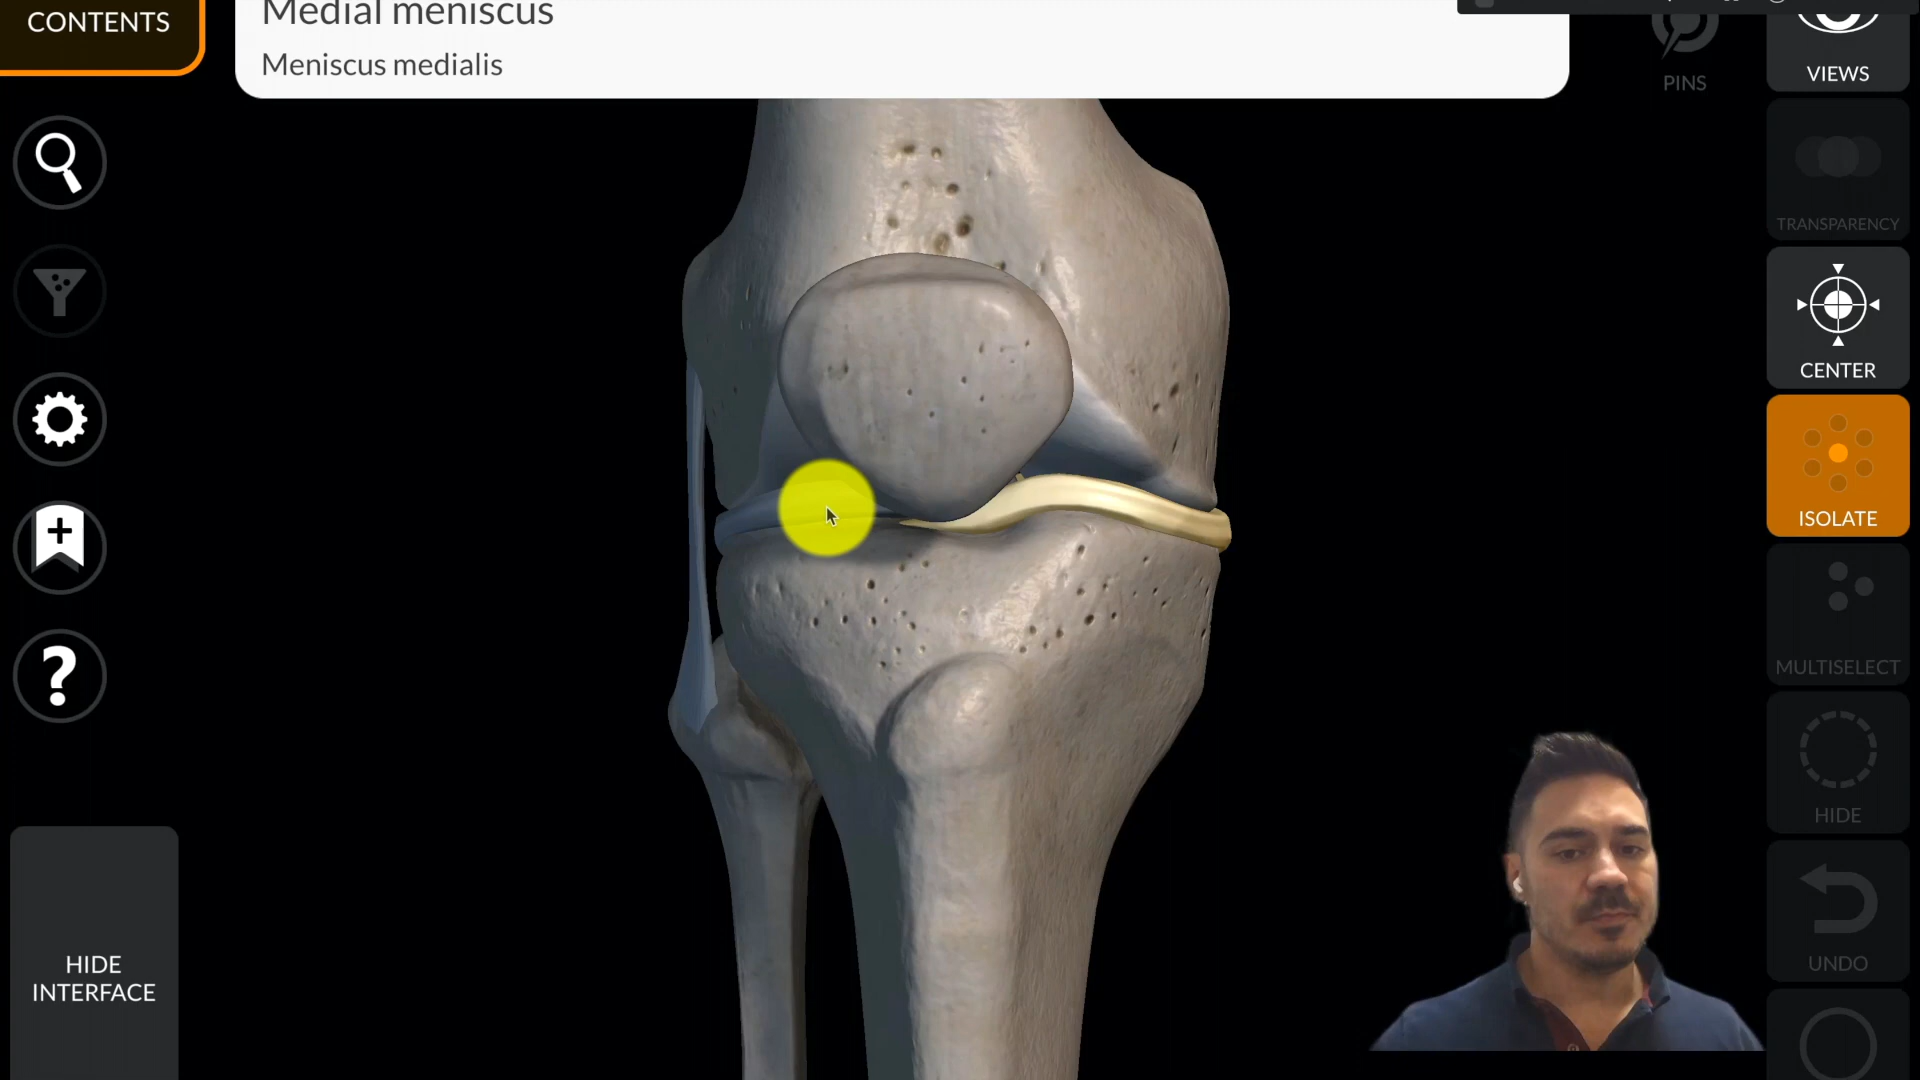 CONTENTS
Medial meniscus
Meniscus medialis
PINS
VIEWS
TRANSPARENCY
CENTER
ISOLATE
MULTISELECT
HIDE
UNDO
HIDE
INTERFACE